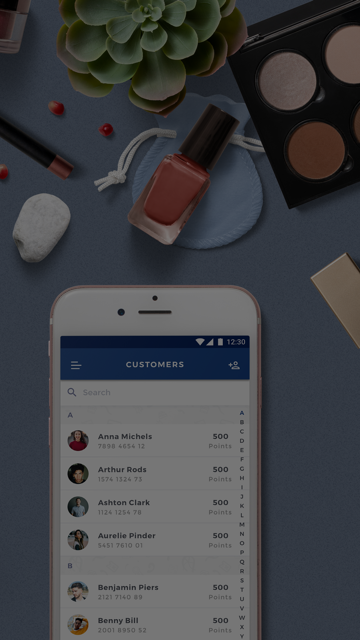 12:30
CUSTOMERS
Search
A
Anna Michels 500
7898 4654 12 Points
Arthur Rods 500
1574 1324 73 Points
Ashton Clark 500
1124 1254 78 Points
Aurelie Pinder 500
5451 7610 01 Points
B
Benjamin Piers 500
2121 7140 89 Points
Benny Bill 500
2001 8950 52 Points
A
B
C
D
E
F
G
H
I
J
K
L
M
N
O
P
Q
R
S
T
U
V
W
X
Y